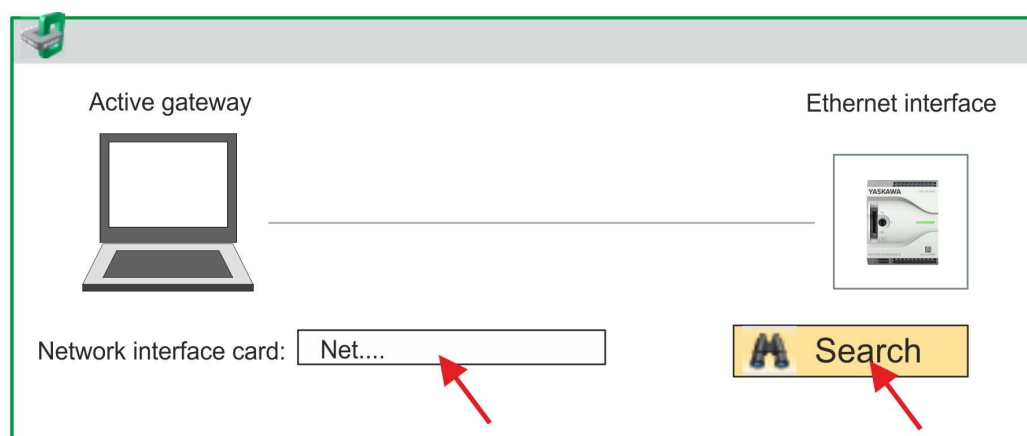 Active gateway
Ethernet interface
YASKAWA
Network interface card:
Net....
Search